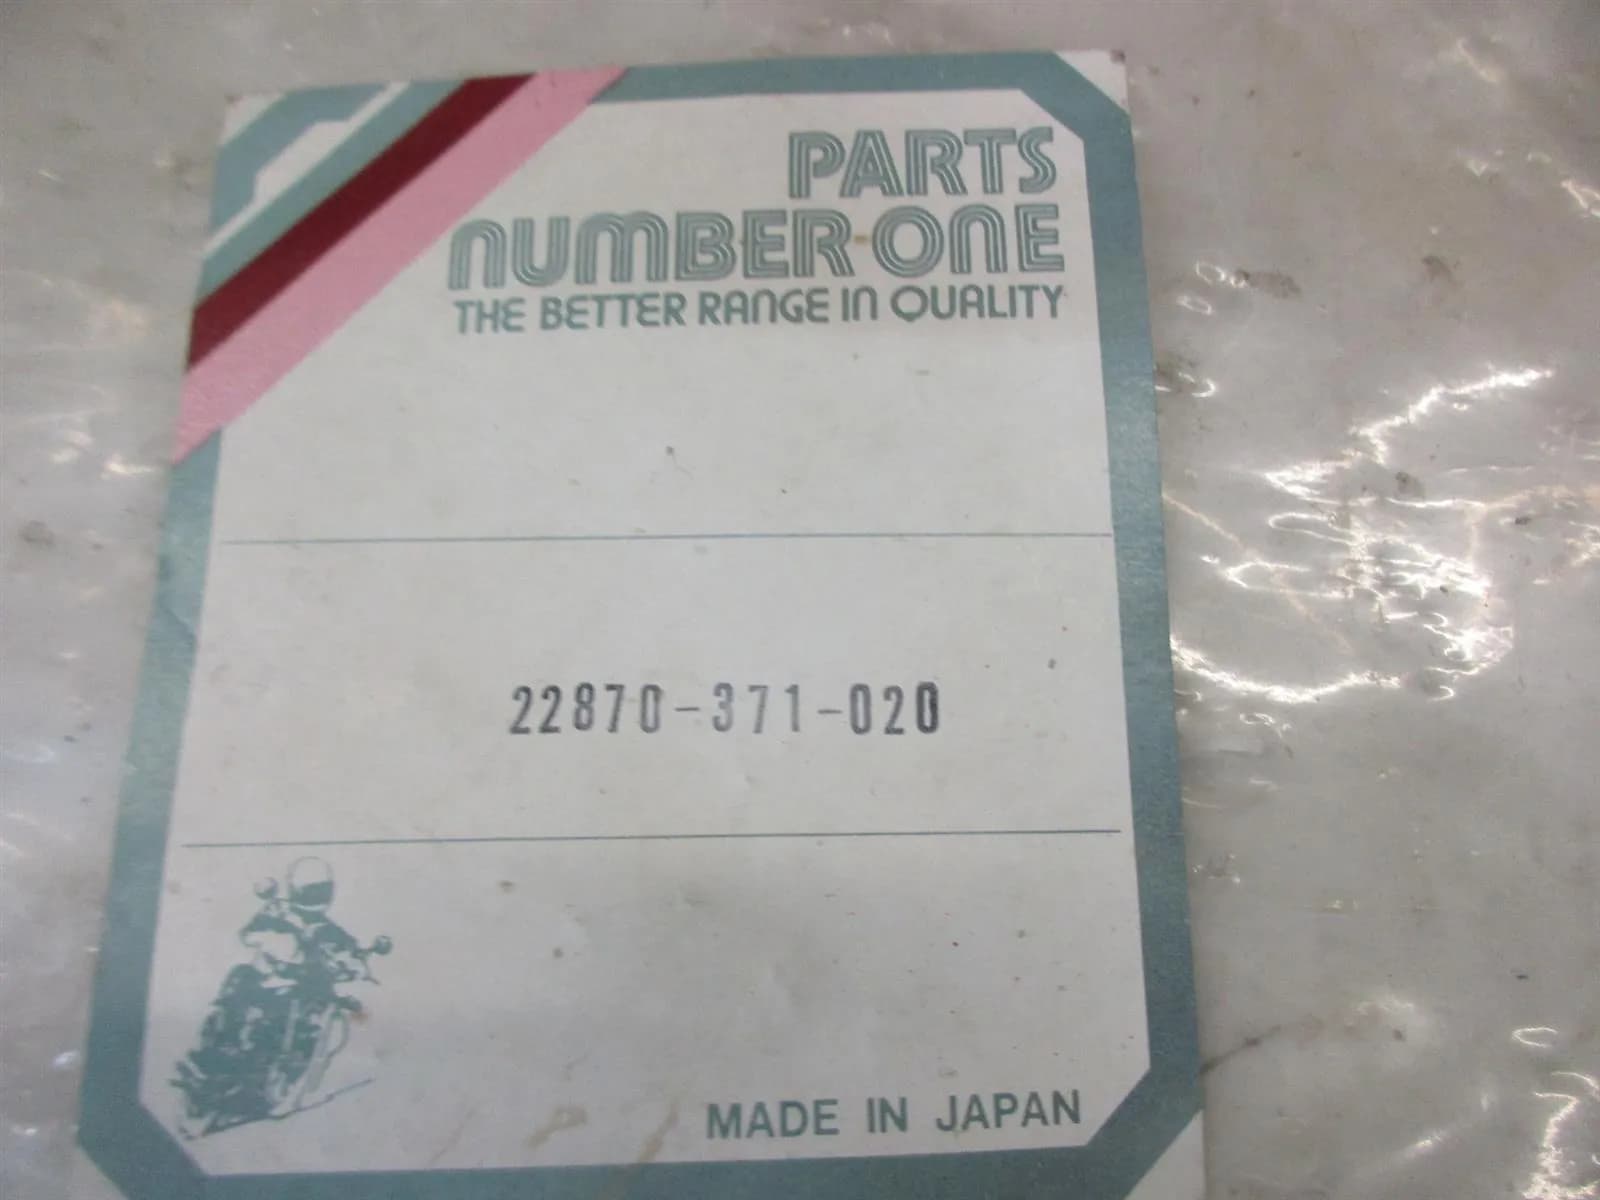 PARTS
NUMBER·ONE
THE BETTER RANGE IN QUALITY
22870-371-020
MADE IN JAPAN